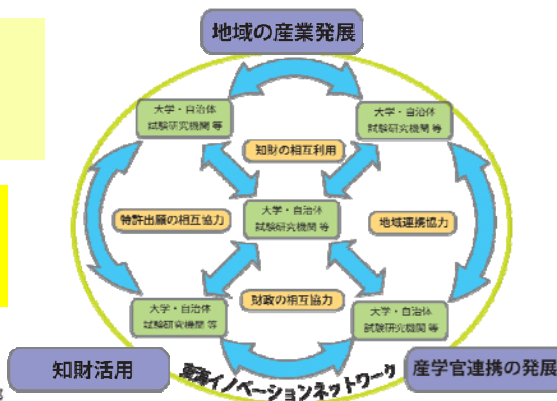 地域の産業発展
大学・自治体
試験研究機関 等
大学・自治体
試験研究機関 等
知財の相互利用
大学・自治体
試験研究機関 等
特許出願の相互協力
地域連携協力
財政の相互協力
大学・自治体
試験研究機関 等
大学・自治体
試験研究機関 等
知財活用
東海イノベーションネットワーク
産学官連携の発展